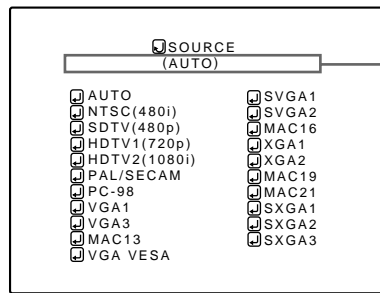 SOURCE
(AUTO)
AUTO
NTSC(480i)
SDTV(480p)
HDTV1(720p)
HDTV2(1080i)
PAL/SECAM
PC-98
VGA1
VGA3
MAC13
VGA VESA
SVGA1
SVGA2
MAC16
XGA1
XGA2
MAC19
MAC21
SXGA1
SXGA2
SXGA3